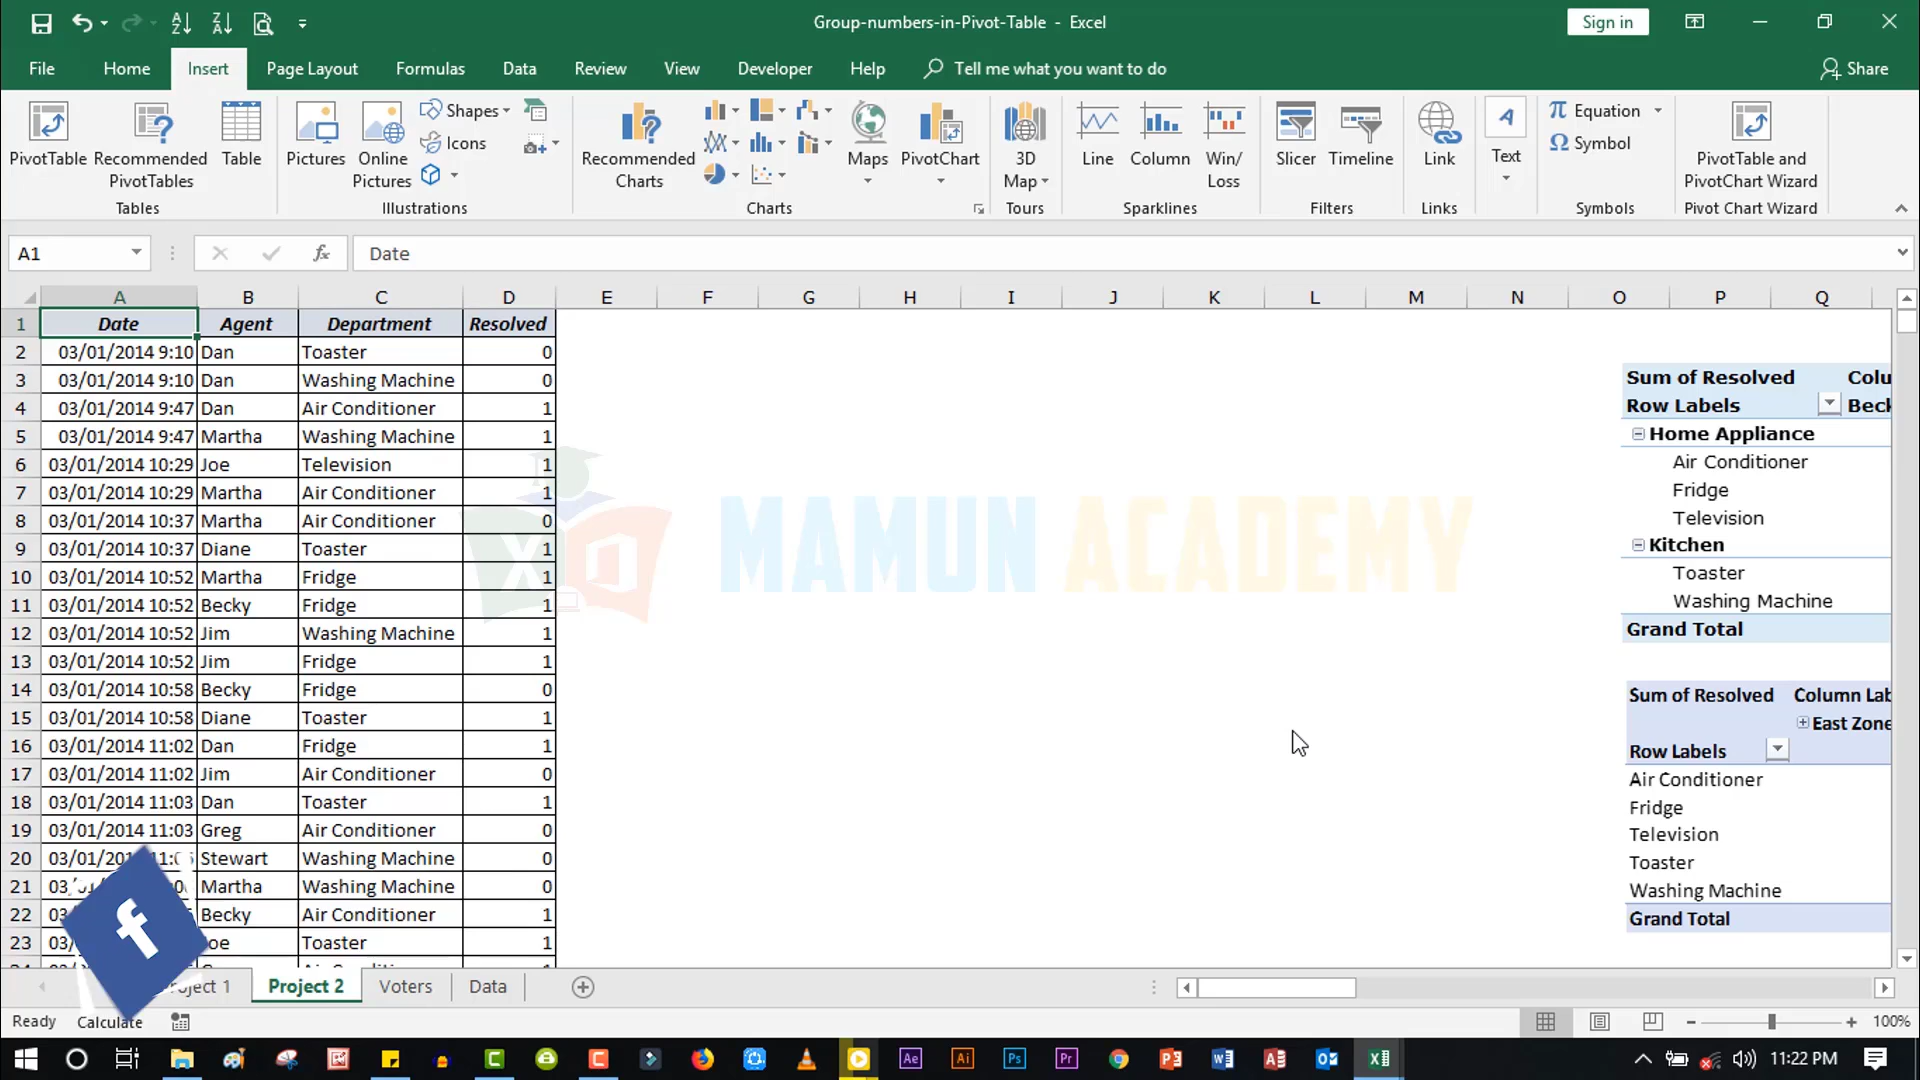 Group-numbers-in-Pivot-Table - Excel
Sign in
File Home Insert Page Layout Formulas Data Review View Developer Help Tell me what you want to do Share
PivotTable Recommended PivotTables Table Pictures Online Pictures Shapes Icons Recommended Charts Maps PivotChart 3D Map Line Column Win/Loss Slicer Timeline Link Text Equation Symbol PivotTable and PivotChart Wizard
Tables Illustrations Charts Tours Sparklines Filters Links Symbols Pivot Chart Wizard
A1 fx Date
A B C D E F G H I J K L M N O P Q
1 Date Agent Department Resolved
2 03/01/2014 9:10 Dan Toaster 0
3 03/01/2014 9:10 Dan Washing Machine 0
4 03/01/2014 9:47 Dan Air Conditioner 1
5 03/01/2014 9:47 Martha Washing Machine 1
6 03/01/2014 10:29 Joe Television 1
7 03/01/2014 10:29 Martha Air Conditioner 1
8 03/01/2014 10:37 Martha Air Conditioner 0
9 03/01/2014 10:37 Diane Toaster 1
10 03/01/2014 10:52 Martha Fridge 1
11 03/01/2014 10:52 Becky Fridge 1
12 03/01/2014 10:52 Jim Washing Machine 1
13 03/01/2014 10:52 Jim Fridge 1
14 03/01/2014 10:58 Becky Fridge 0
15 03/01/2014 10:58 Diane Toaster 1
16 03/01/2014 11:02 Dan Fridge 1
17 03/01/2014 11:02 Jim Air Conditioner 0
18 03/01/2014 11:03 Dan Toaster 1
19 03/01/2014 11:03 Greg Air Conditioner 0
20 Stewart Washing Machine 0
21 Martha Washing Machine 0
22 Becky Air Conditioner 1
23 Toaster 1
MAMUN ACADEMY
Sum of Resolved Colu
Row Labels Beck
Home Appliance
Air Conditioner
Fridge
Television
Kitchen
Toaster
Washing Machine
Grand Total
Sum of Resolved Column Lab
East Zone
Row Labels
Air Conditioner
Fridge
Television
Toaster
Washing Machine
Grand Total
Project 2 Voters Data
Ready Calculate 100%
Ae Ai Ps Pr 11:22 PM